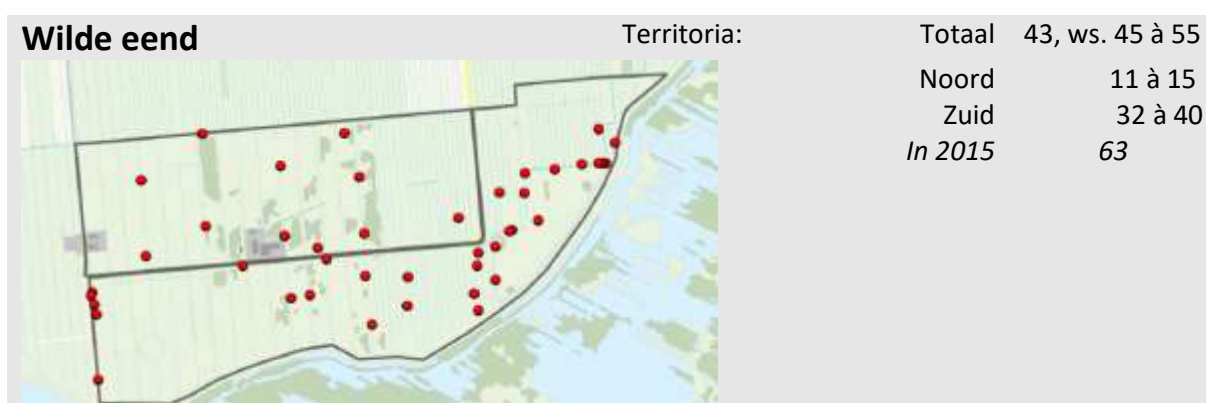 Wilde eend Territoria: Totaal 43, ws. 45 à 55
Noord 11 à 15
Zuid 32 à 40
In 2015 63